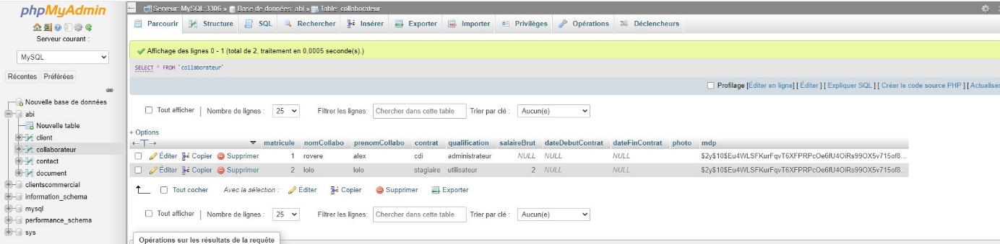 phpMyAdmin
Serveur courant :
MySQL
Récentes Préférées
Nouvelle base de données
abi
Nouvelle table
client
collaborateur
contact
document
clientscommercial
information_schema
mysql
performance_schema
sys
Serveur: MySQL:3306 » Base de données: abi » Table: collaborateur
Parcourir Structure SQL Rechercher Insérer Exporter Importer Privilèges Opérations Déclencheurs
Affichage des lignes 0 - 1 (total de 2, traitement en 0,0005 seconde(s).)
SELECT * FROM `collaborateur`
Profilage [Éditer en ligne] [ Éditer ] [ Expliquer SQL ] [ Créer le code source PHP ] [ Actualiser
Tout afficher Nombre de lignes : 25 Filtrer les lignes: Chercher dans cette table Trier par clé : Aucun(e)
+ Options
matricule nomCollabo prenomCollabo contrat qualification salaireBrut dateDebutContrat dateFinContrat photo mdp
Éditer Copier Supprimer 1 rovere alex cdi administrateur NULL NULL NULL $2y$10$Eu4WLSFKurFqvT6XFPRPcOe6fU4OiRs99OX5v715of8...
Éditer Copier Supprimer 2 lolo lolo stagiaire utilisateur 2 NULL NULL $2y$10$Eu4WLSFKurFqvT6XFPRPcOe6fU4OiRs99OX5v715of8...
Tout cocher Avec la sélection : Éditer Copier Supprimer Exporter
Tout afficher Nombre de lignes : 25 Filtrer les lignes: Chercher dans cette table Trier par clé : Aucun(e)
Opérations sur les résultats de la requête